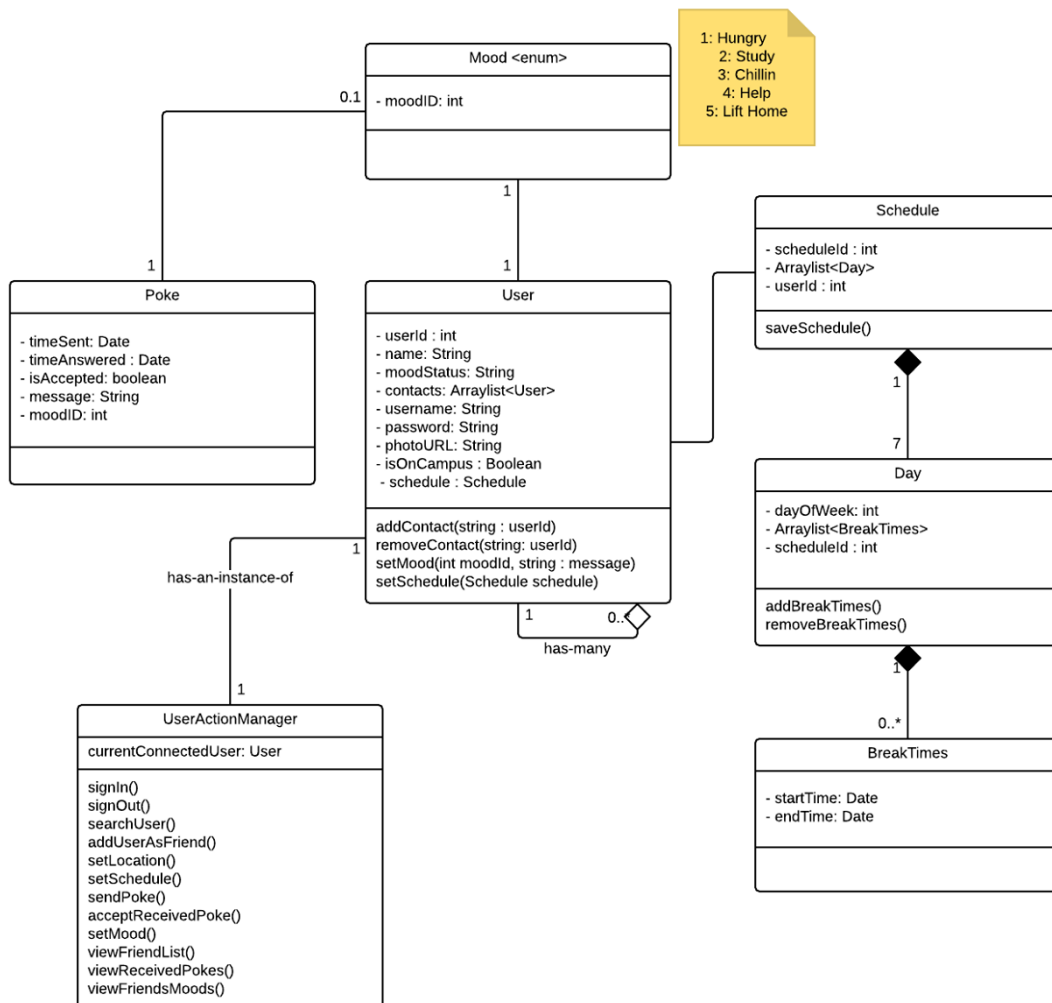 Mood <enum>
- moodID: int
1: Hungry
2: Study
3: Chillin
4: Help
5: Lift Home
0.1
1
1
1
Poke
- timeSent: Date
- timeAnswered : Date
- isAccepted: boolean
- message: String
- moodID: int
User
- userId : int
- name: String
- moodStatus: String
- contacts: Arraylist<User>
- username: String
- password: String
- photoURL: String
- isOnCampus : Boolean
- schedule : Schedule
addContact(string : userId)
removeContact(string: userId)
setMood(int moodId, string : message)
setSchedule(Schedule schedule)
1
0..*
has-many
Schedule
- scheduleId : int
- Arraylist<Day>
- userId : int
saveSchedule()
1
7
Day
- dayOfWeek: int
- Arraylist<BreakTimes>
- scheduleId : int
addBreakTimes()
removeBreakTimes()
1
0..*
BreakTimes
- startTime: Date
- endTime: Date
1
has-an-instance-of
1
UserActionManager
currentConnectedUser: User
signIn()
signOut()
searchUser()
addUserAsFriend()
setLocation()
setSchedule()
sendPoke()
acceptReceivedPoke()
setMood()
viewFriendList()
viewReceivedPokes()
viewFriendsMoods()